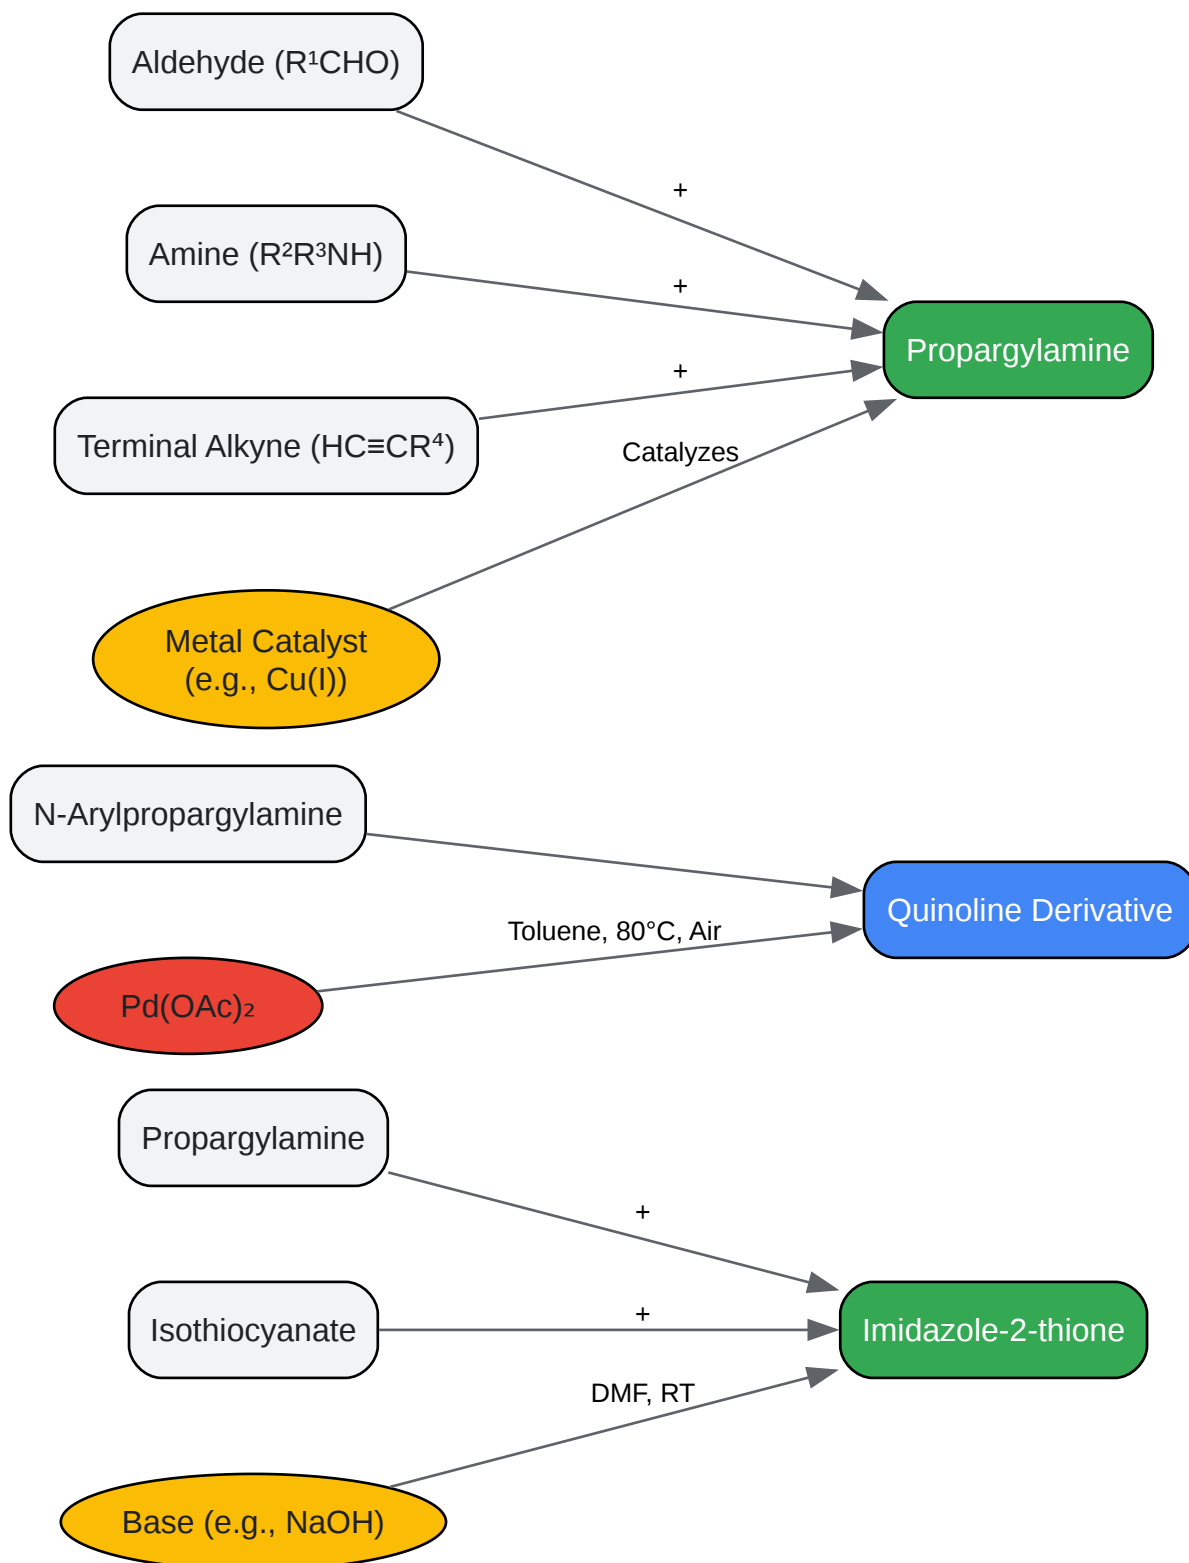 Aldehyde (R¹CHO)
+
Amine (R²R³NH)
+
Propargylamine
+
Terminal Alkyne (HC≡CR⁴)
Catalyzes
Metal Catalyst
(e.g., Cu(I))
N-Arylpropargylamine
Quinoline Derivative
Toluene, 80°C, Air
Pd(OAc)₂
Propargylamine
+
Isothiocyanate
+
Imidazole-2-thione
DMF, RT
Base (e.g., NaOH)